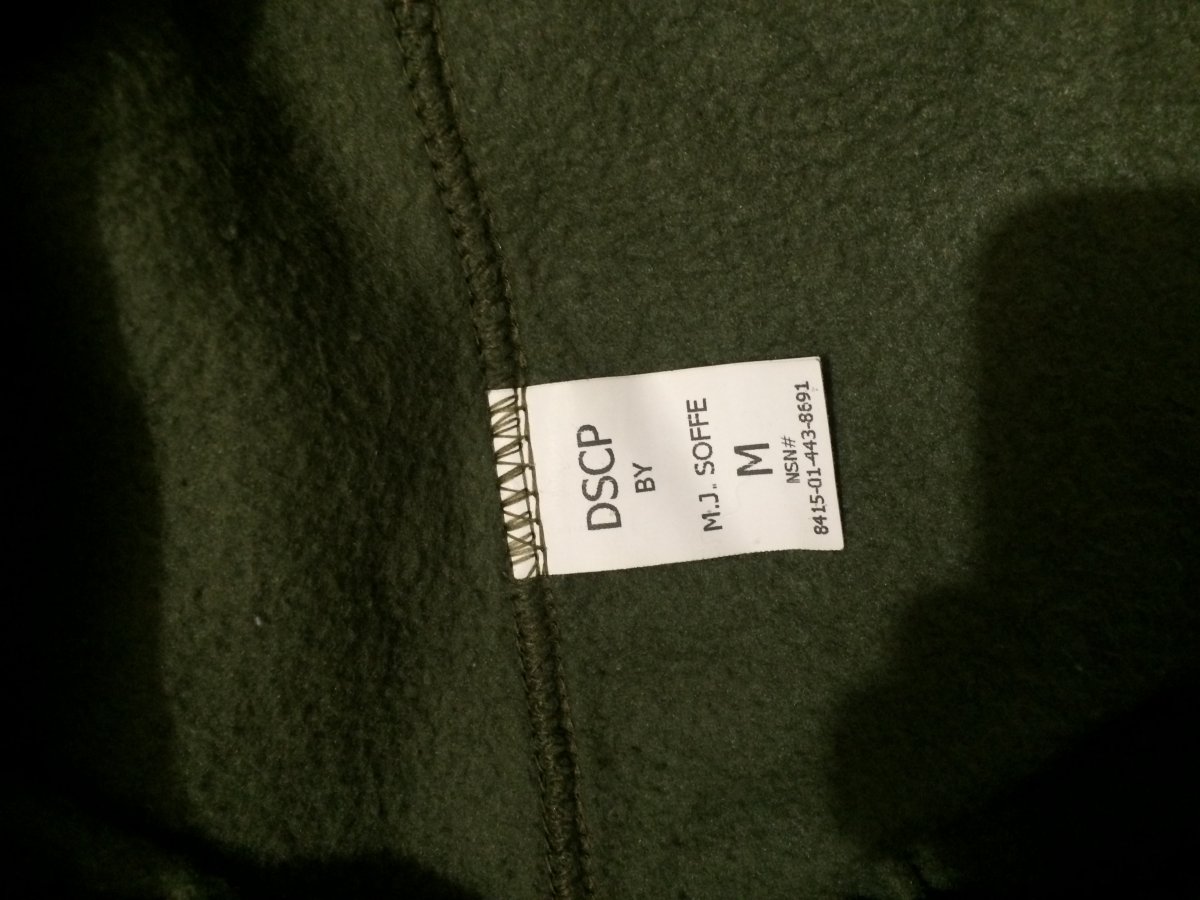 DSCP
BY
M.J. SOFFE
M
NSN#
8415-01-443-8691